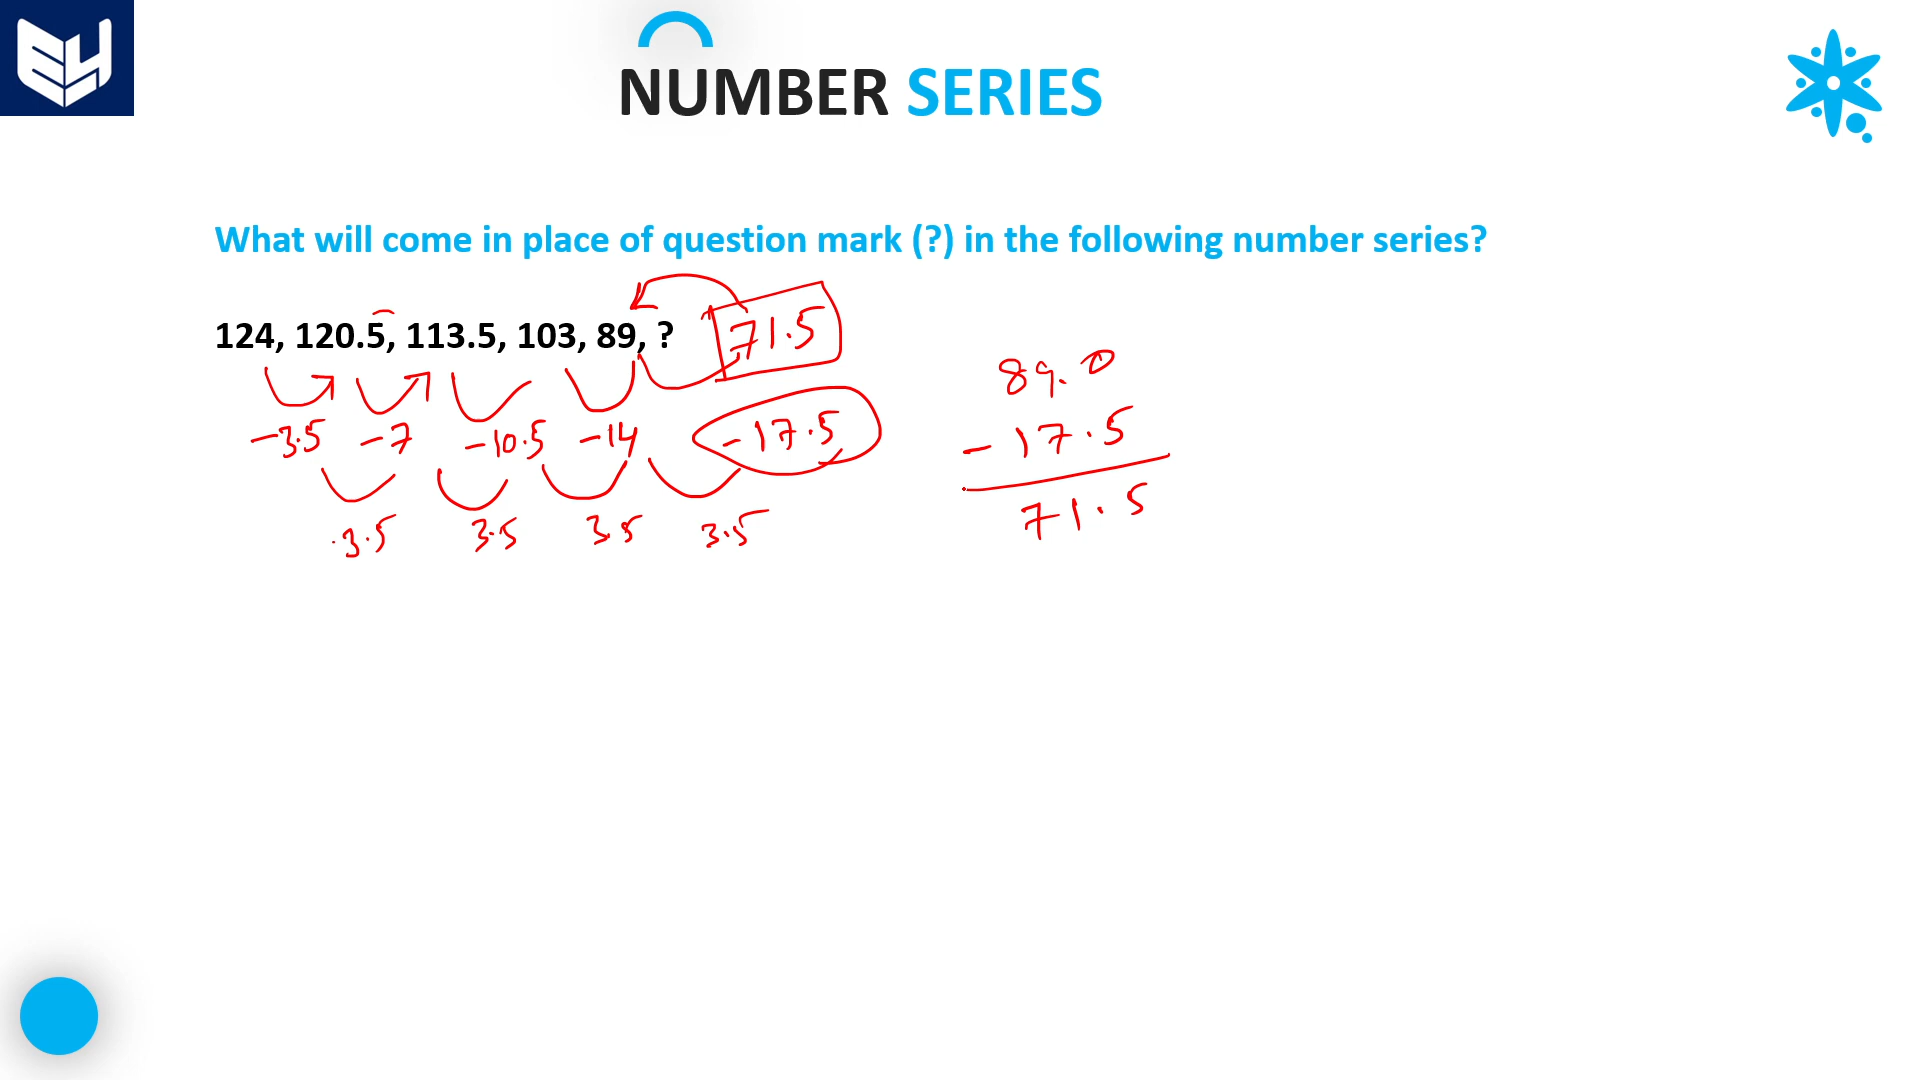 NUMBER SERIES
What will come in place of question mark (?) in the following number series?
124, 120.5, 113.5, 103, 89, ? 71.5
89.0
-3.5 -7 -10.5 -14 -17.5
-17.5
3.5 3.5 3.5 3.5
71.5